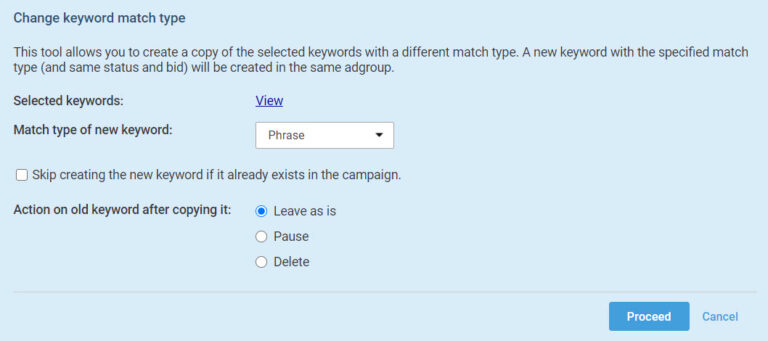 Change keyword match type
This tool allows you to create a copy of the selected keywords with a different match type. A new keyword with the specified match
type (and same status and bid) will be created in the same adgroup.
Selected keywords: View
Match type of new keyword: Phrase
Skip creating the new keyword if it already exists in the campaign.
Action on old keyword after copying it: Leave as is
Pause
Delete
Proceed Cancel